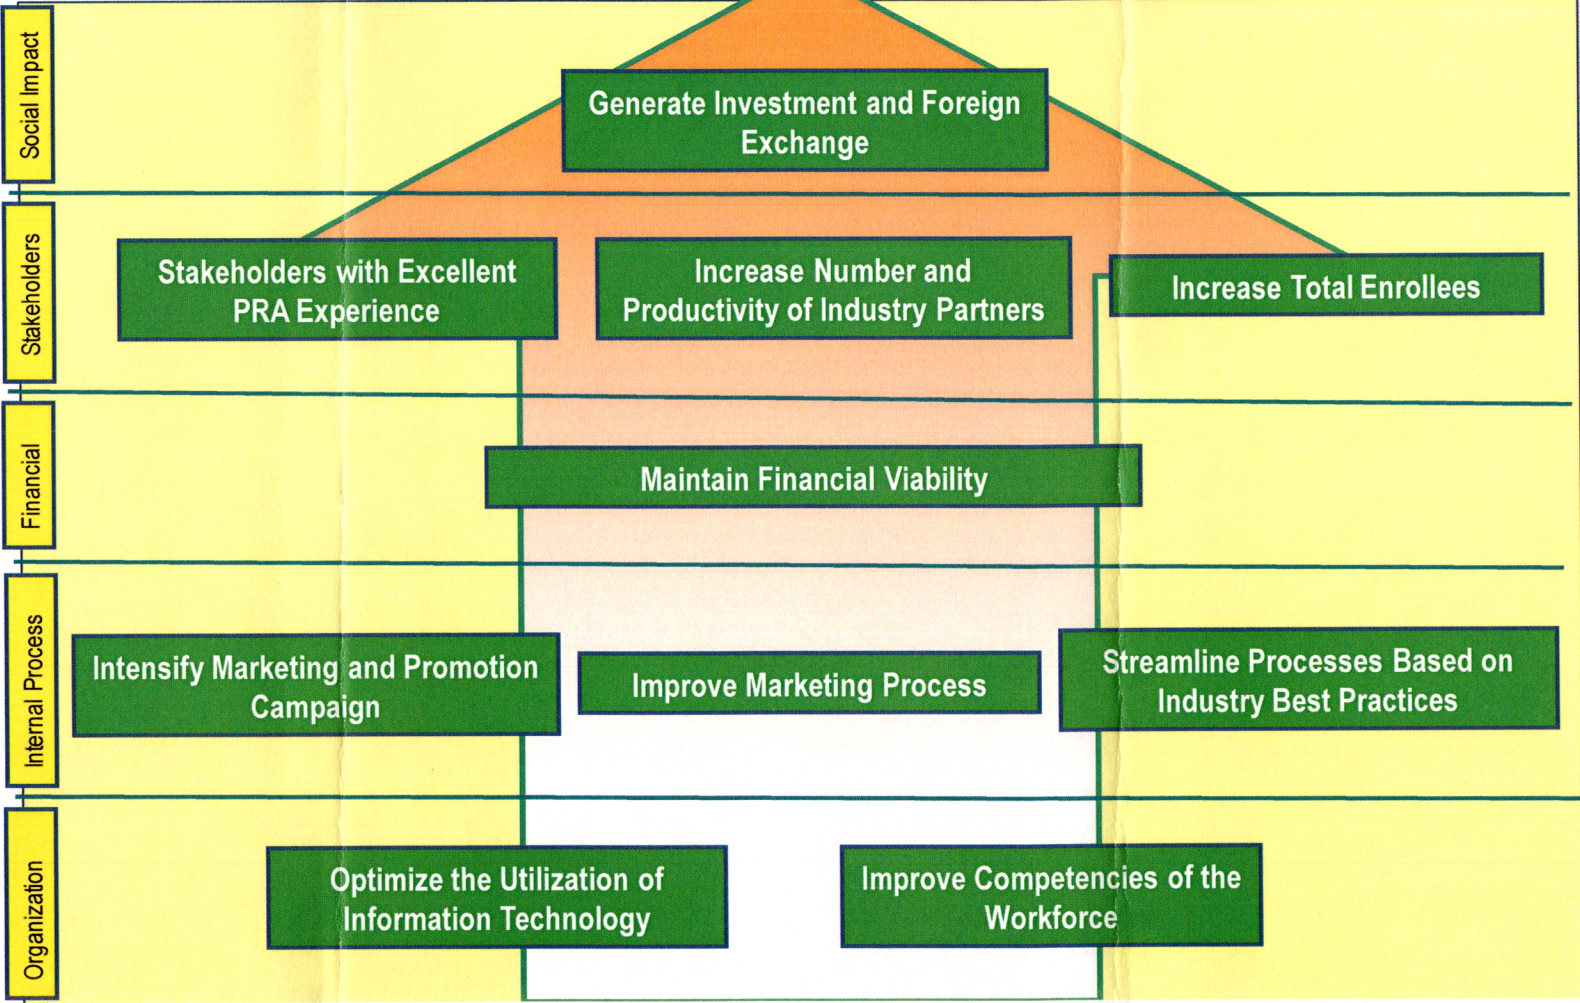 Social Impact
Generate Investment and Foreign
Exchange
Stakeholders
Stakeholders with Excellent
PRA Experience
Increase Number and
Productivity of Industry Partners
Increase Total Enrollees
Financial
Maintain Financial Viability
Internal Process
Intensify Marketing and Promotion
Campaign
Improve Marketing Process
Streamline Processes Based on
Industry Best Practices
Organization
Optimize the Utilization of
Information Technology
Improve Competencies of the
Workforce